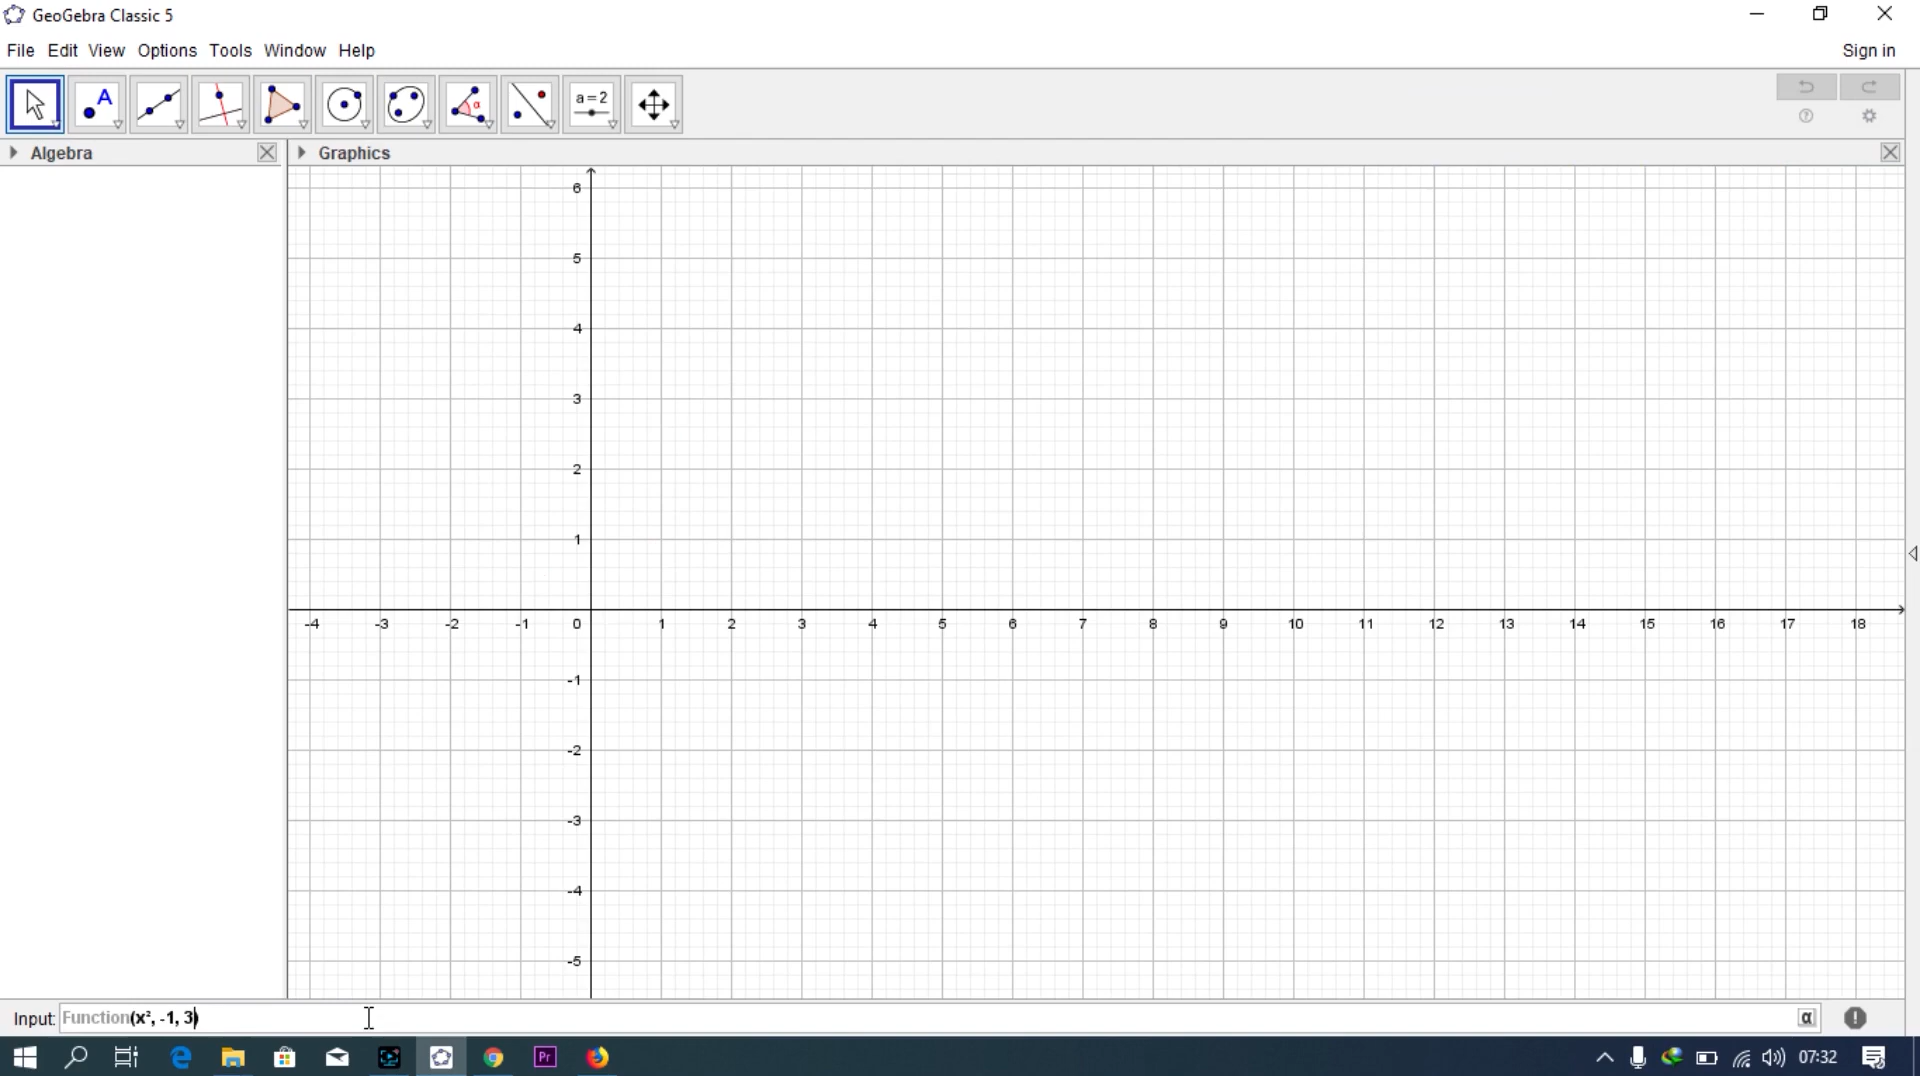 GeoGebra Classic 5
File Edit View Options Tools Window Help Sign in
A
α
a=2
Algebra
Graphics
6
5
4
3
2
1
-4 -3 -2 -1 0 1 2 3 4 5 6 7 8 9 10 11 12 13 14 15 16 17 18
-1
-2
-3
-4
-5
Input: Function(x², -1, 3)
α
Pr
07:32